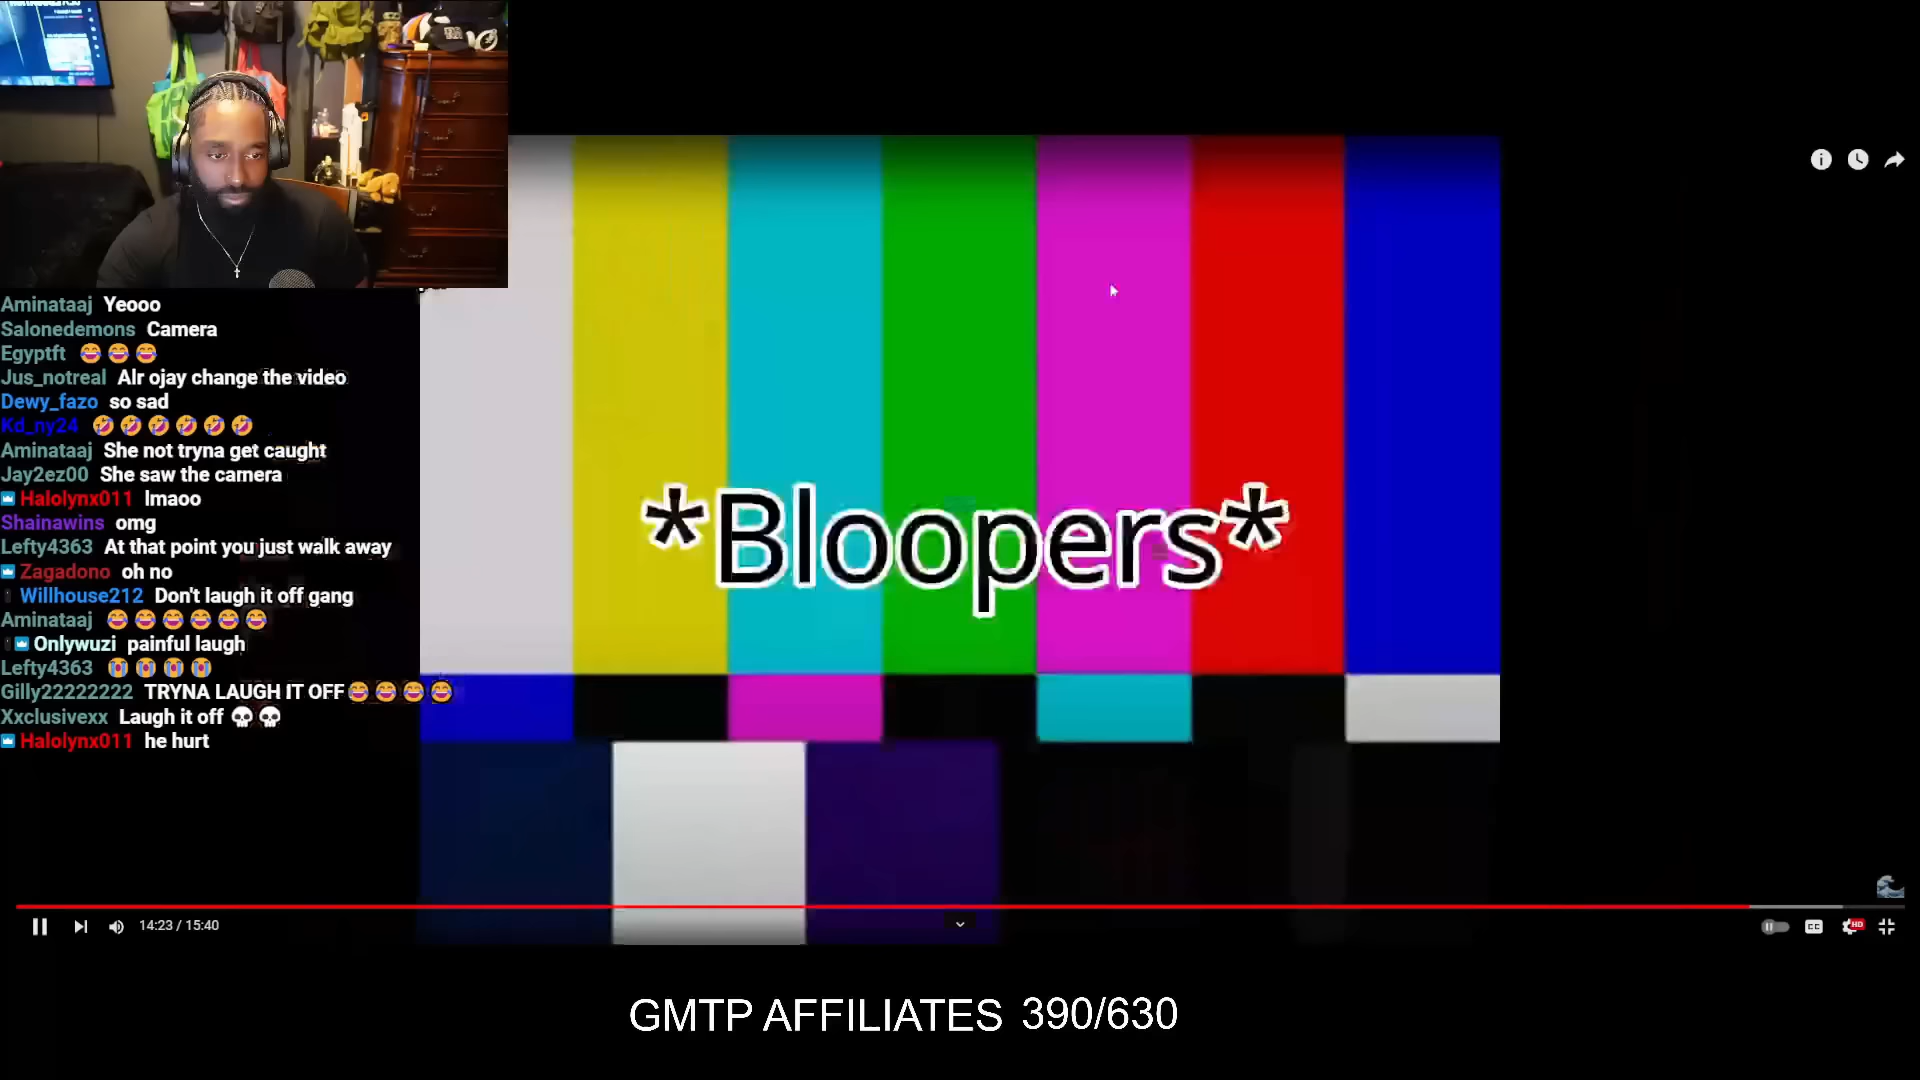 Aminataaj Yeooo
Salonedemons Camera
Egyptft 😂 😂 😂
Jus_notreal Alr ojay change the video
Dewy_fazo so sad
Kd_ny24 🤣 🤣 🤣 🤣 🤣 🤣
Aminataaj She not tryna get caught
Jay2ez00 She saw the camera
Halolynx011 lmaoo
Shainawins omg
Lefty4363 At that point you just walk away
Zagadono oh no
Willhouse212 Don't laugh it off gang
Aminataaj 😂 😂 😂 😂 😂 😂
Onlywuzi painful laugh
Lefty4363 😭 😭 😭 😭
Gilly22222222 TRYNA LAUGH IT OFF 😂 😂 😂 😂
Xxclusivexx Laugh it off 💀 💀
Halolynx011 he hurt
*Bloopers*
14:23 / 15:40
CC
HD
GMTP AFFILIATES 390/630